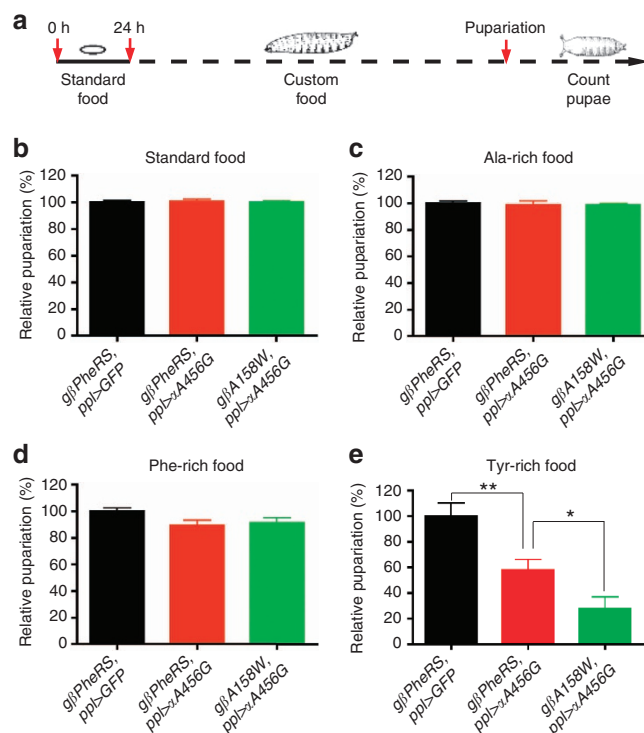 a
0 h 24 h Pupariation
Standard food
Custom food
Count pupae
b
Standard food
Relative pupariation (%)
120
100
80
60
40
20
0
gβPheRS, ppl>GFP
gβPheRS, ppl>αA456G
gβA158W, ppl>αA456G
c
Ala-rich food
Relative pupariation (%)
120
100
80
60
40
20
0
gβPheRS, ppl>GFP
gβPheRS, ppl>αA456G
gβA158W, ppl>αA456G
d
Phe-rich food
Relative pupariation (%)
120
100
80
60
40
20
0
gβPheRS, ppl>GFP
gβPheRS, ppl>αA456G
gβA158W, ppl>αA456G
e
Tyr-rich food
Relative pupariation (%)
120
100
80
60
40
20
0
**
*
gβPheRS, ppl>GFP
gβPheRS, ppl>αA456G
gβA158W, ppl>αA456G